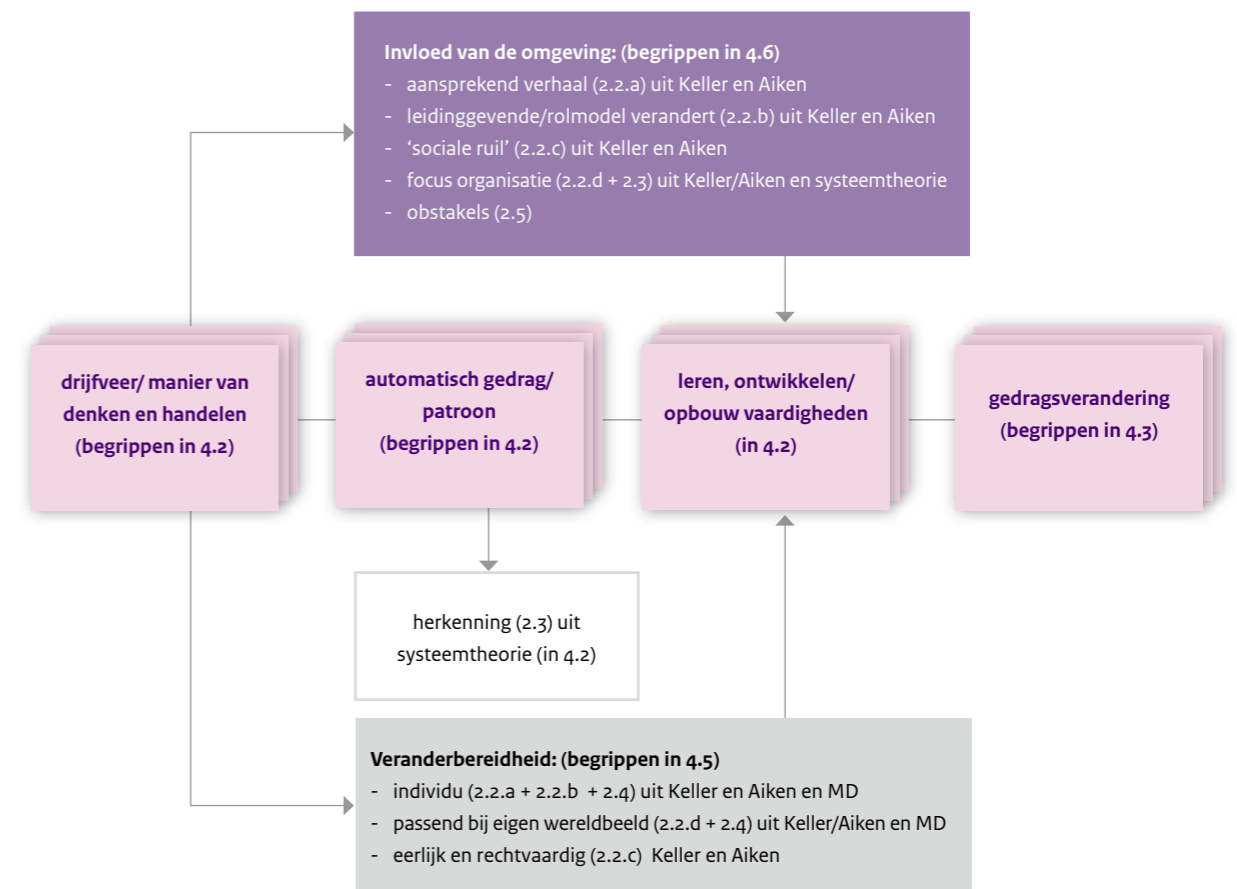 Invloed van de omgeving: (begrippen in 4.6)
- aansprekend verhaal (2.2.a) uit Keller en Aiken
- leidinggevende/rolmodel verandert (2.2.b) uit Keller en Aiken
- ‘sociale ruil’ (2.2.c) uit Keller en Aiken
- focus organisatie (2.2.d + 2.3) uit Keller/Aiken en systeemtheorie
- obstakels (2.5)
drijfveer/ manier van
denken en handelen
(begrippen in 4.2)
automatisch gedrag/
patroon
(begrippen in 4.2)
leren, ontwikkelen/
opbouw vaardigheden
(in 4.2)
gedragsverandering
(begrippen in 4.3)
herkenning (2.3) uit
systeemtheorie (in 4.2)
Veranderbereidheid: (begrippen in 4.5)
- individu (2.2.a + 2.2.b + 2.4) uit Keller en Aiken en MD
- passend bij eigen wereldbeeld (2.2.d + 2.4) uit Keller/Aiken en MD
- eerlijk en rechtvaardig (2.2.c) Keller en Aiken